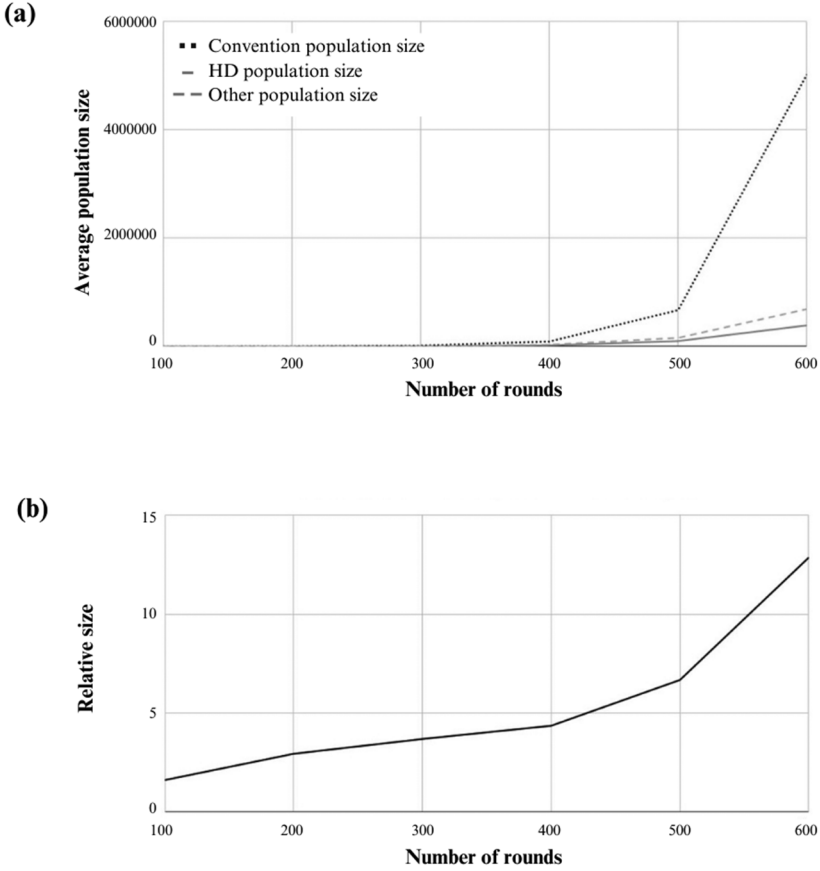 (a)
6000000
Convention population size
HD population size
Other population size
4000000
2000000
0
Average population size
100 200 300 400 500 600
Number of rounds
(b)
15
10
5
0
Relative size
100 200 300 400 500 600
Number of rounds